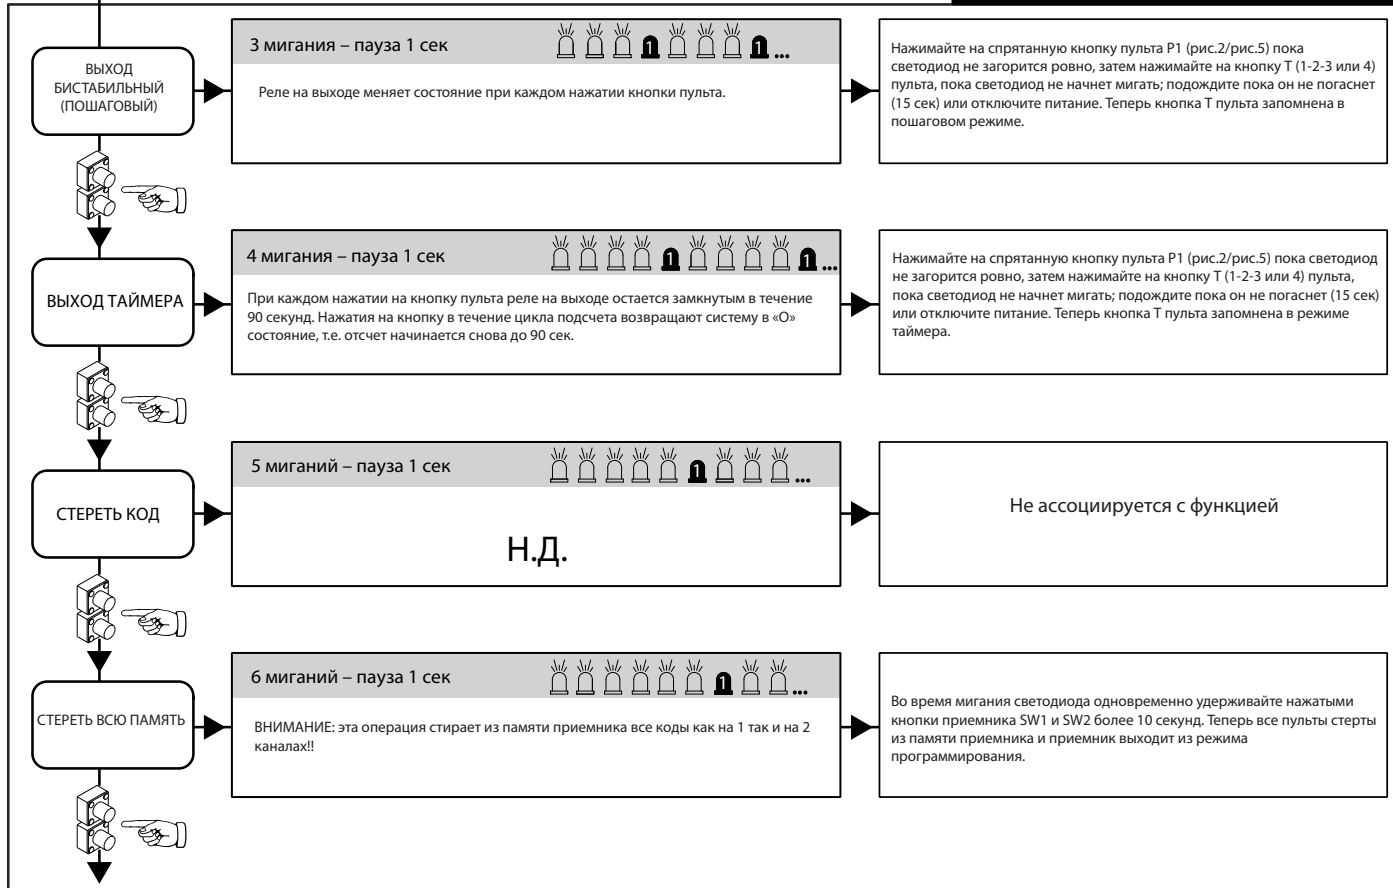 ВЫХОД
БИСТАБИЛЬНЫЙ
(ПОШАГОВЫЙ)
3 мигания – пауза 1 сек
1
1
...
Реле на выходе меняет состояние при каждом нажатии кнопки пульта.
Нажимайте на спрятанную кнопку пульта P1 (рис.2/рис.5) пока
светодиод не загорится ровно, затем нажимайте на кнопку Т (1-2-3 или 4)
пульта, пока светодиод не начнет мигать; подождите пока он не погаснет
(15 сек) или отключите питание. Теперь кнопка Т пульта запомнена в
пошаговом режиме.
ВЫХОД ТАЙМЕРА
4 мигания – пауза 1 сек
1
1
...
При каждом нажатии на кнопку пульта реле на выходе остается замкнутым в течение
90 секунд. Нажатия на кнопку в течение цикла подсчета возвращают систему в «О»
состояние, т.е. отсчет начинается снова до 90 сек.
Нажимайте на спрятанную кнопку пульта P1 (рис.2/рис.5) пока светодиод
не загорится ровно, затем нажимайте на кнопку Т (1-2-3 или 4) пульта,
пока светодиод не начнет мигать; подождите пока он не погаснет (15 сек)
или отключите питание. Теперь кнопка Т пульта запомнена в режиме
таймера.
СТЕРЕТЬ КОД
5 миганий – пауза 1 сек
1
...
Н.Д.
Не ассоциируется с функцией
СТЕРЕТЬ ВСЮ ПАМЯТЬ
6 миганий – пауза 1 сек
1
...
ВНИМАНИЕ: эта операция стирает из памяти приемника все коды как на 1 так и на 2
каналах!!
Во время мигания светодиода одновременно удерживайте нажатыми
кнопки приемника SW1 и SW2 более 10 секунд. Теперь все пульты стерты
из памяти приемника и приемник выходит из режима
программирования.